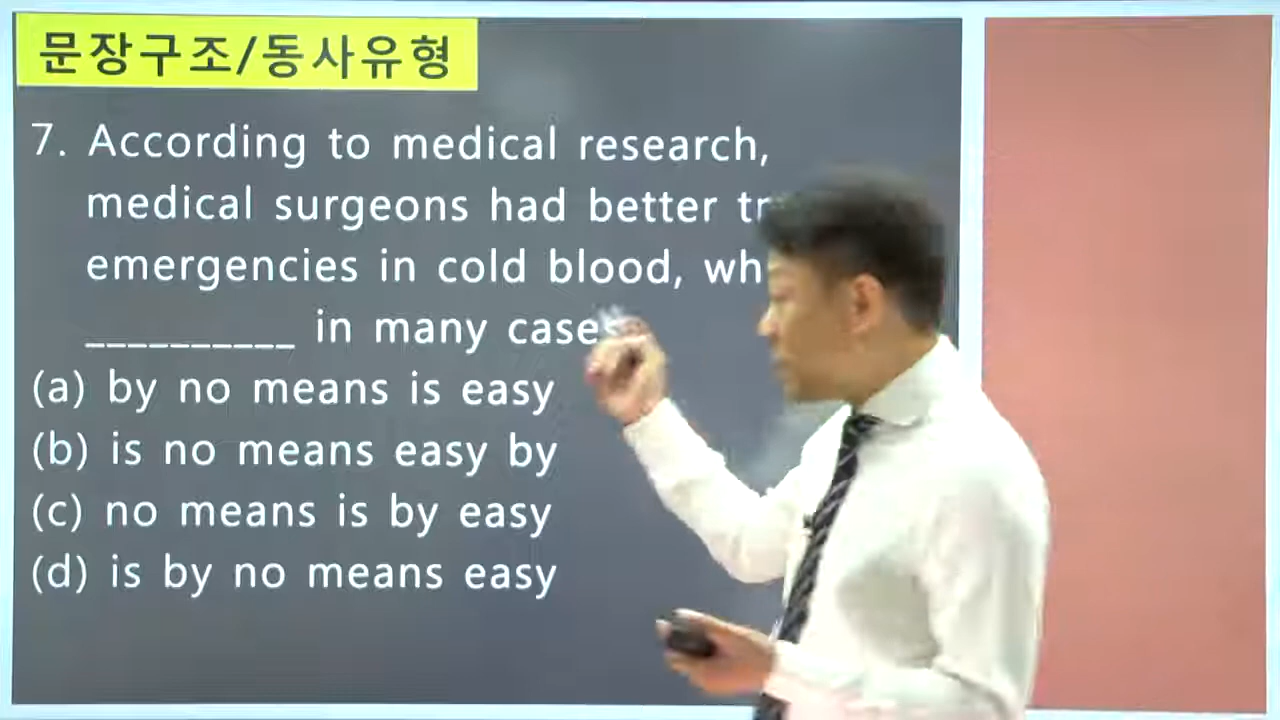 문장구조/동사유형
7. According to medical research,
medical surgeons had better
emergencies in cold blood,
__________ in many cases
(a) by no means is easy
(b) is no means easy by
(c) no means is by easy
(d) is by no means easy